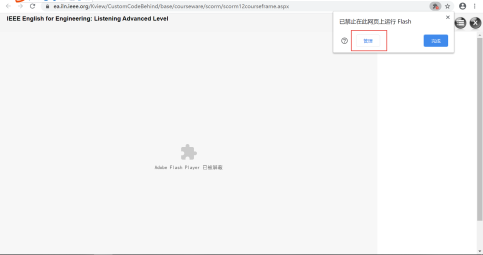 ea.iln.ieee.org/Kview/CustomCodeBehind/base/courseware/scorm/scorm12courseframe.aspx
IEEE English for Engineering: Listening Advanced Level
已禁止在此网页上运行 Flash
管理
完成
Adobe Flash Player 已被屏蔽